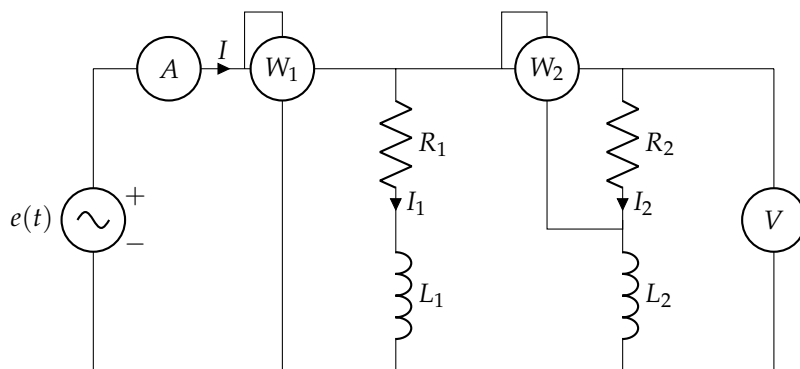 A
I
W₁
W₂
R₁
R₂
I₁
I₂
e(t)
+
−
V
L₁
L₂